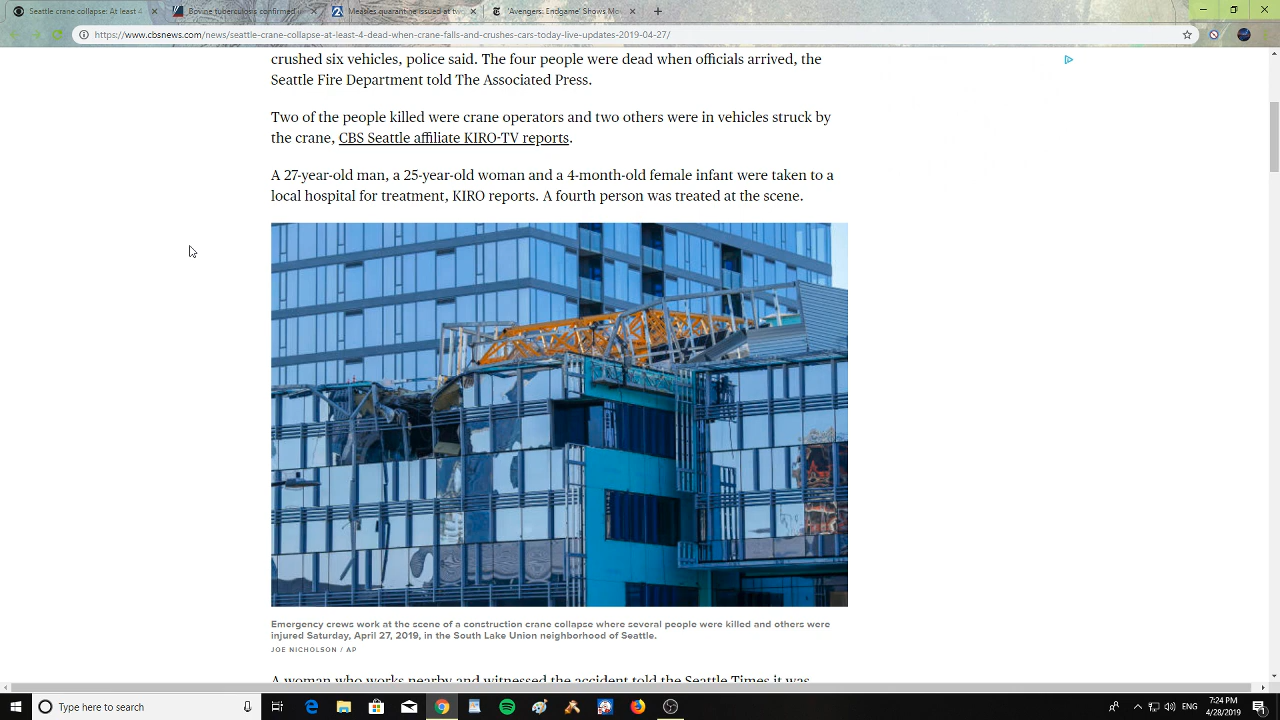 Seattle crane collapse: At least 4
Bovine tuberculosis confirmed i
Measles quarantine issued at tw
'Avengers: Endgame' Shows Mo
https://www.cbsnews.com/news/seattle-crane-collapse-at-least-4-dead-when-crane-falls-and-crushes-cars-today-live-updates-2019-04-27/
crushed six vehicles, police said. The four people were dead when officials arrived, the
Seattle Fire Department told The Associated Press.
Two of the people killed were crane operators and two others were in vehicles struck by
the crane, CBS Seattle affiliate KIRO-TV reports.
A 27-year-old man, a 25-year-old woman and a 4-month-old female infant were taken to a
local hospital for treatment, KIRO reports. A fourth person was treated at the scene.
Emergency crews work at the scene of a construction crane collapse where several people were killed and others were
injured Saturday, April 27, 2019, in the South Lake Union neighborhood of Seattle.
JOE NICHOLSON / AP
A woman who works nearby and witnessed the accident told the Seattle Times it was
Type here to search
ENG
7:24 PM
4/28/2019